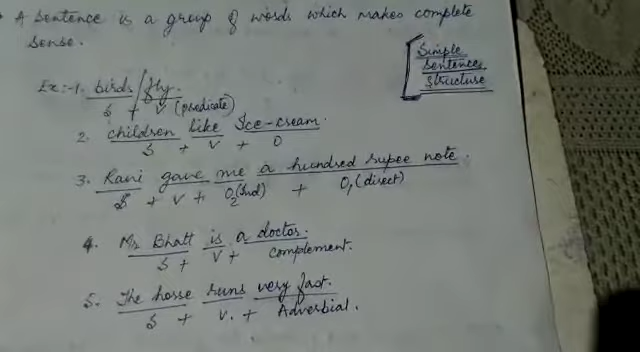 A sentence is a group of words which makes complete
sense.
Simple
Sentences
Structure
Ex:-1. birds/fly.
S + V (predicate)
2. children like Ice-cream.
S + V + O
3. Ravi gave me a hundred rupee note.
S + V + O2 (Ind) + O1 (direct)
4. Mr Bhatt is a doctor.
S + V + complement.
5. The horse runs very fast.
S + V. + Adverbial.